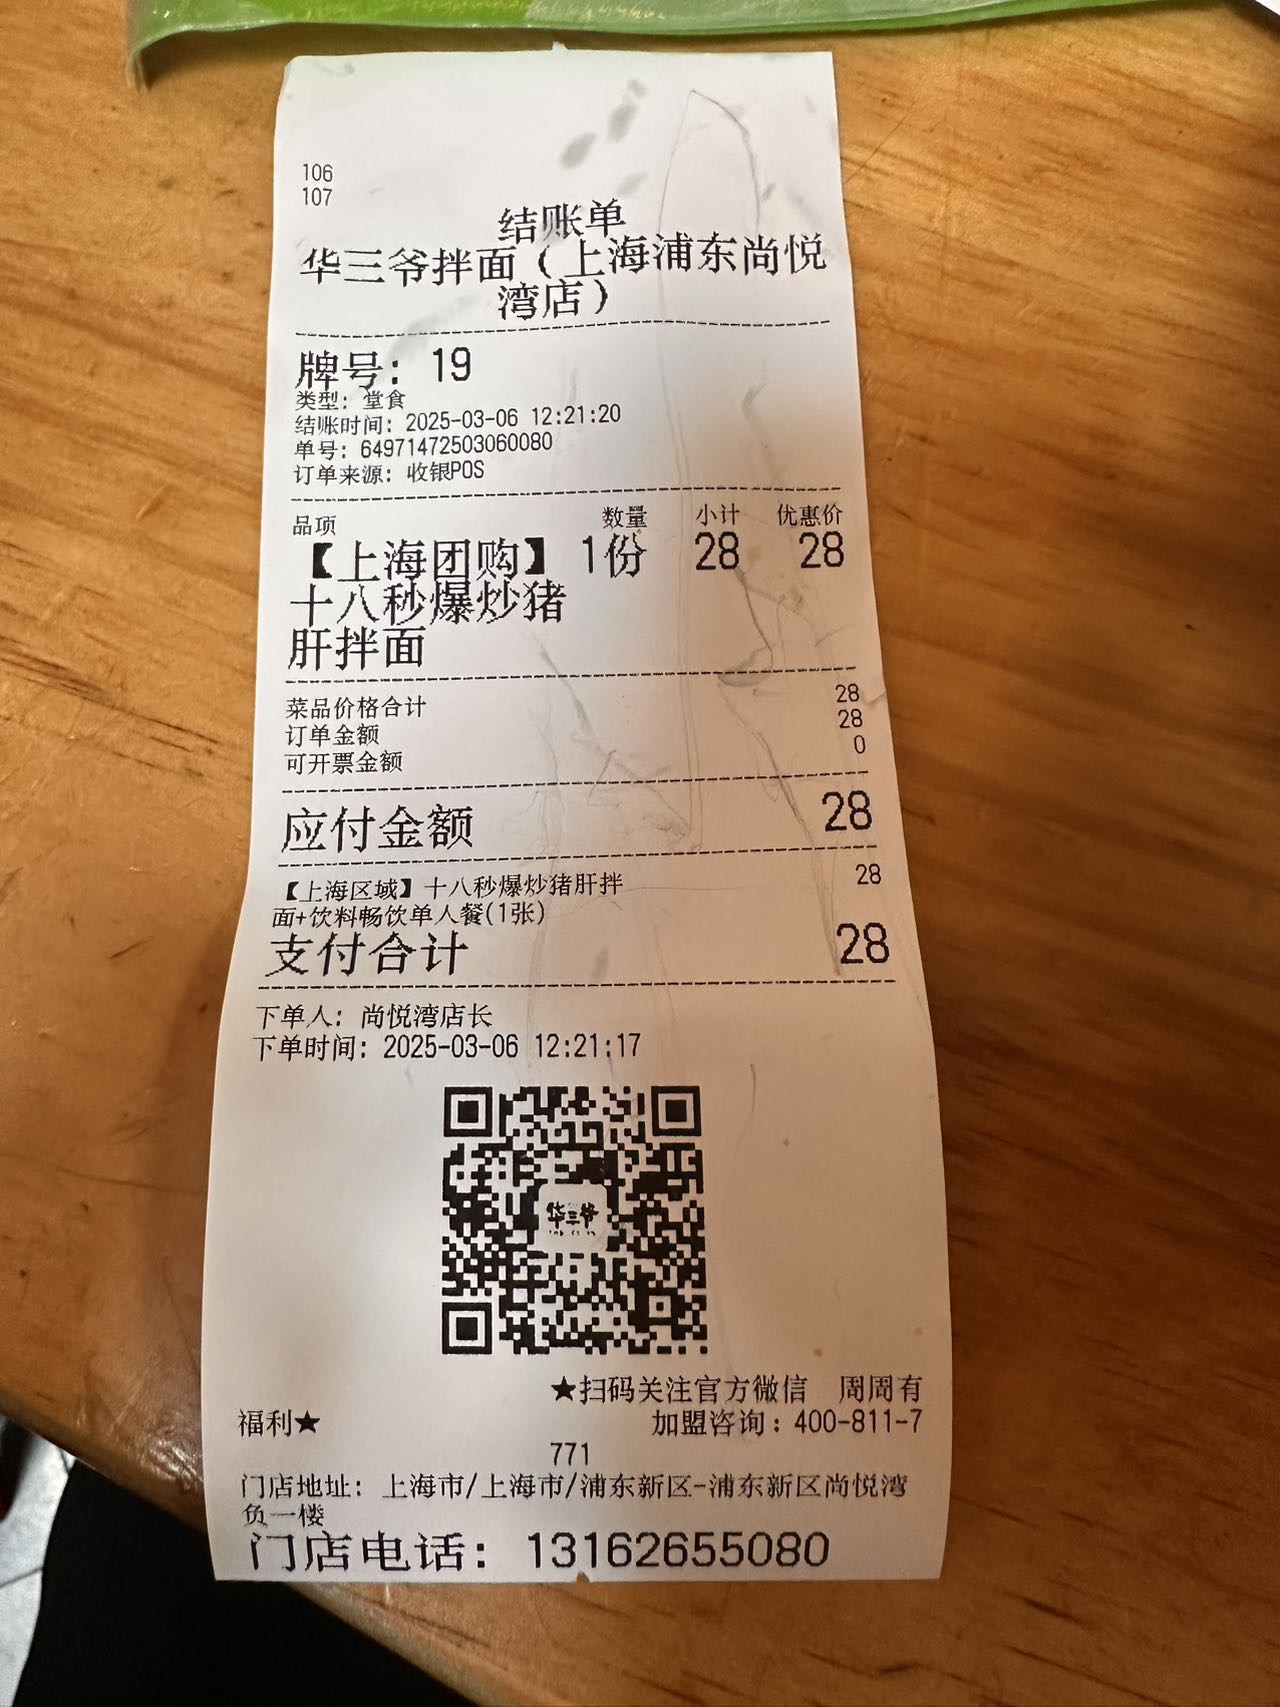 106
107
结账单
华三爷拌面（上海浦东尚悦
湾店）
牌号：19
类型：堂食
结账时间：2025-03-06 12:21:20
单号：64971472503060080
订单来源：收银POS
品项 数量 小计 优惠价
【上海团购】 1份 28 28
十八秒爆炒猪
肝拌面
菜品价格合计 28
订单金额 28
可开票金额 0
应付金额 28
【上海区域】十八秒爆炒猪肝拌 28
面+饮料畅饮单人餐(1张)
支付合计 28
下单人：尚悦湾店长
下单时间：2025-03-06 12:21:17
华三爷
★扫码关注官方微信 周周有
福利★ 加盟咨询：400-811-7
771
门店地址：上海市/上海市/浦东新区-浦东新区尚悦湾
负一楼
门店电话：13162655080